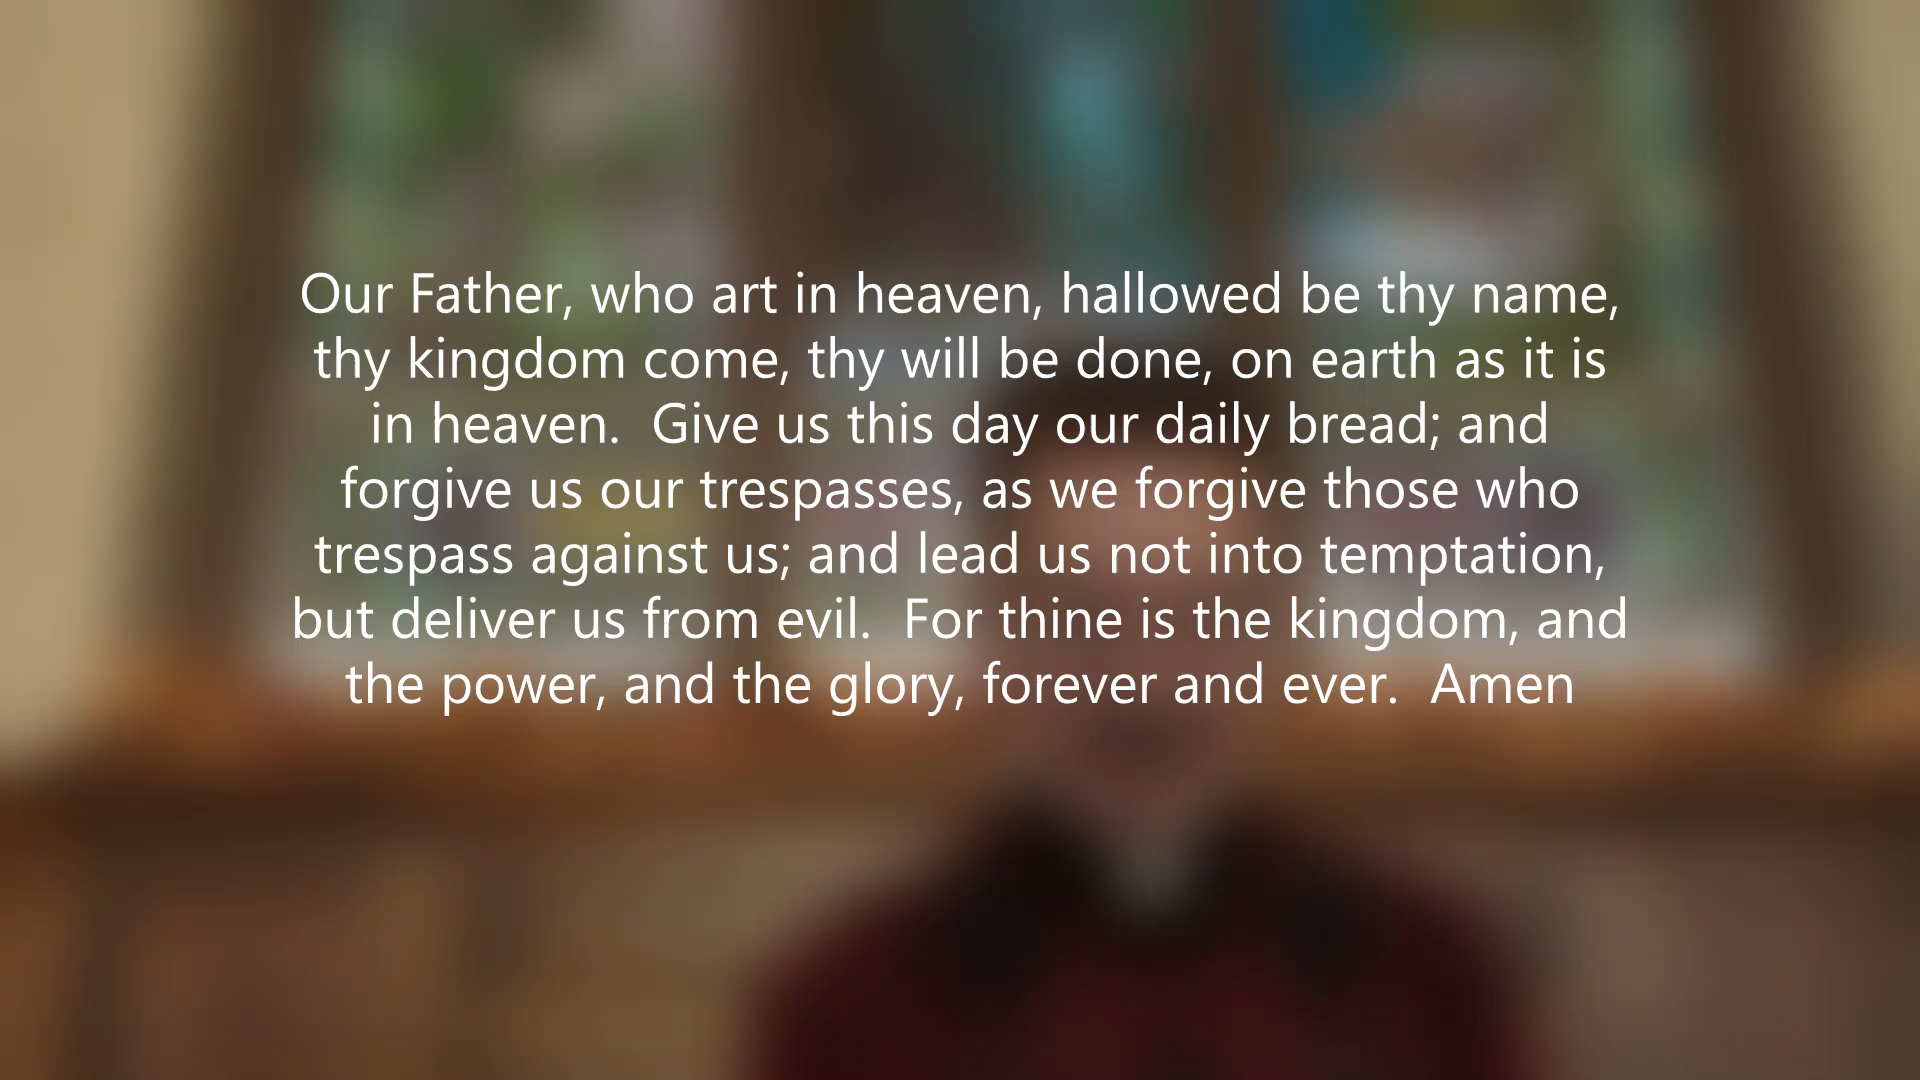 Our Father, who art in heaven, hallowed be thy name,
thy kingdom come, thy will be done, on earth as it is
in heaven.  Give us this day our daily bread; and
forgive us our trespasses, as we forgive those who
trespass against us; and lead us not into temptation,
but deliver us from evil.  For thine is the kingdom, and
the power, and the glory, forever and ever.  Amen